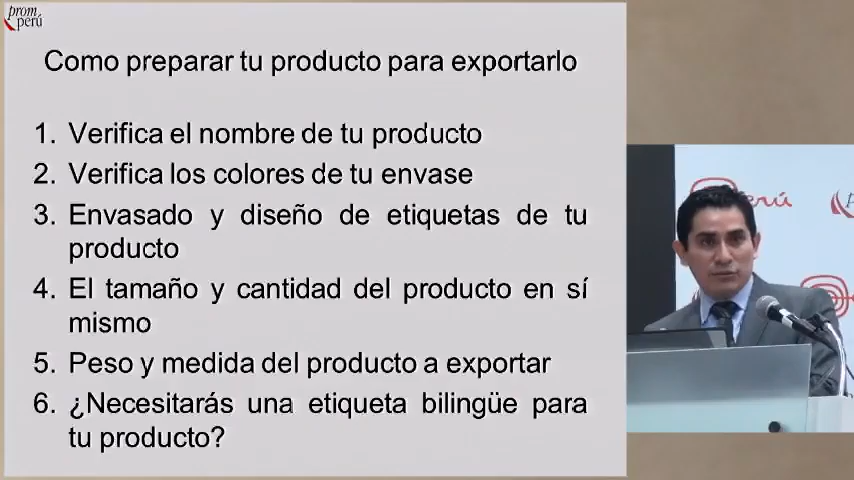 prom
perú
Como preparar tu producto para exportarlo
1. Verifica el nombre de tu producto
2. Verifica los colores de tu envase
3. Envasado y diseño de etiquetas de tu
producto
4. El tamaño y cantidad del producto en sí
mismo
5. Peso y medida del producto a exportar
6. ¿Necesitarás una etiqueta bilingüe para
tu producto?
Perú